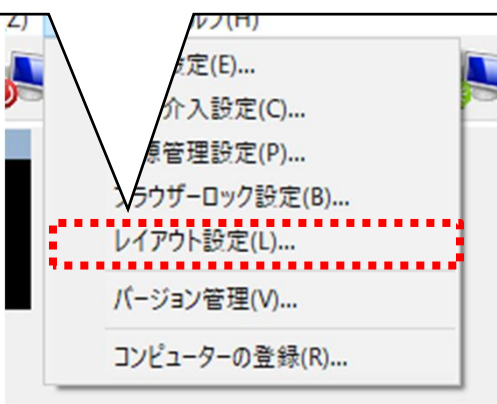 設定(E)...
介入設定(C)...
源管理設定(P)...
ブラウザーロック設定(B)...
レイアウト設定(L)...
バージョン管理(V)...
コンピューターの登録(R)...